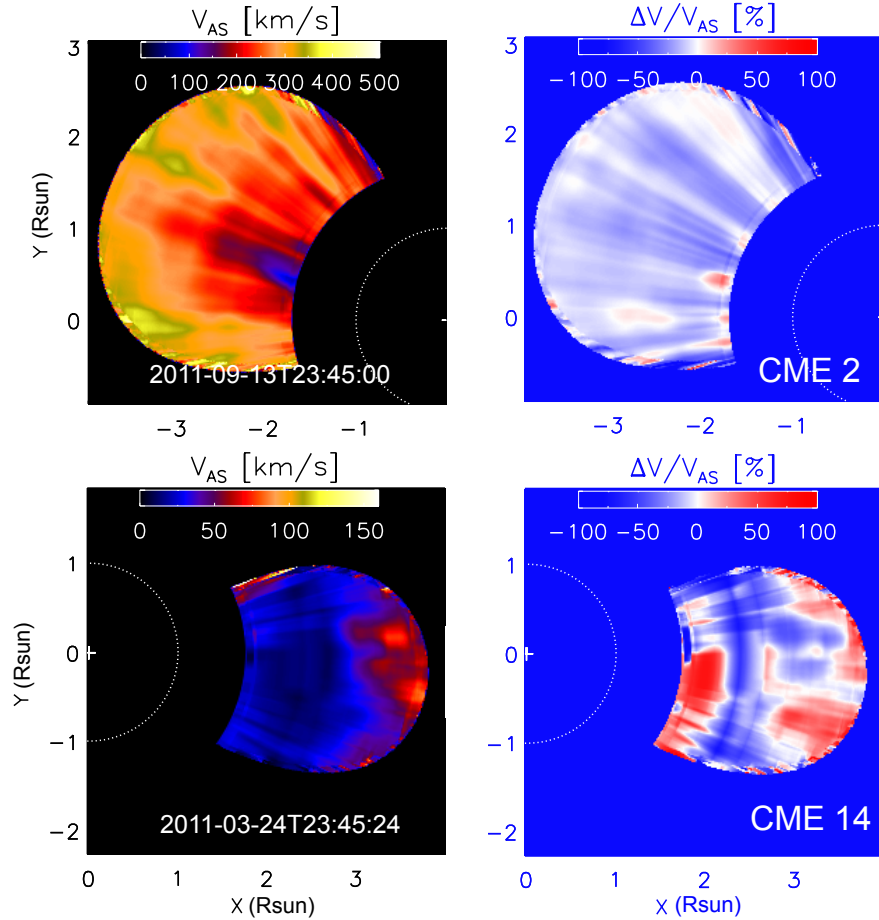 V_AS [km/s]
0 100 200 300 400 500
3
2
1
0
Y (Rsun)
-3 -2 -1
2011-09-13T23:45:00
ΔV/V_AS [%]
-100 -50 0 50 100
3
2
1
0
-3 -2 -1
CME 2
V_AS [km/s]
0 50 100 150
1
0
-1
-2
Y (Rsun)
0 1 2 3
X (Rsun)
2011-03-24T23:45:24
ΔV/V_AS [%]
-100 -50 0 50 100
1
0
-1
-2
0 1 2 3
X (Rsun)
CME 14